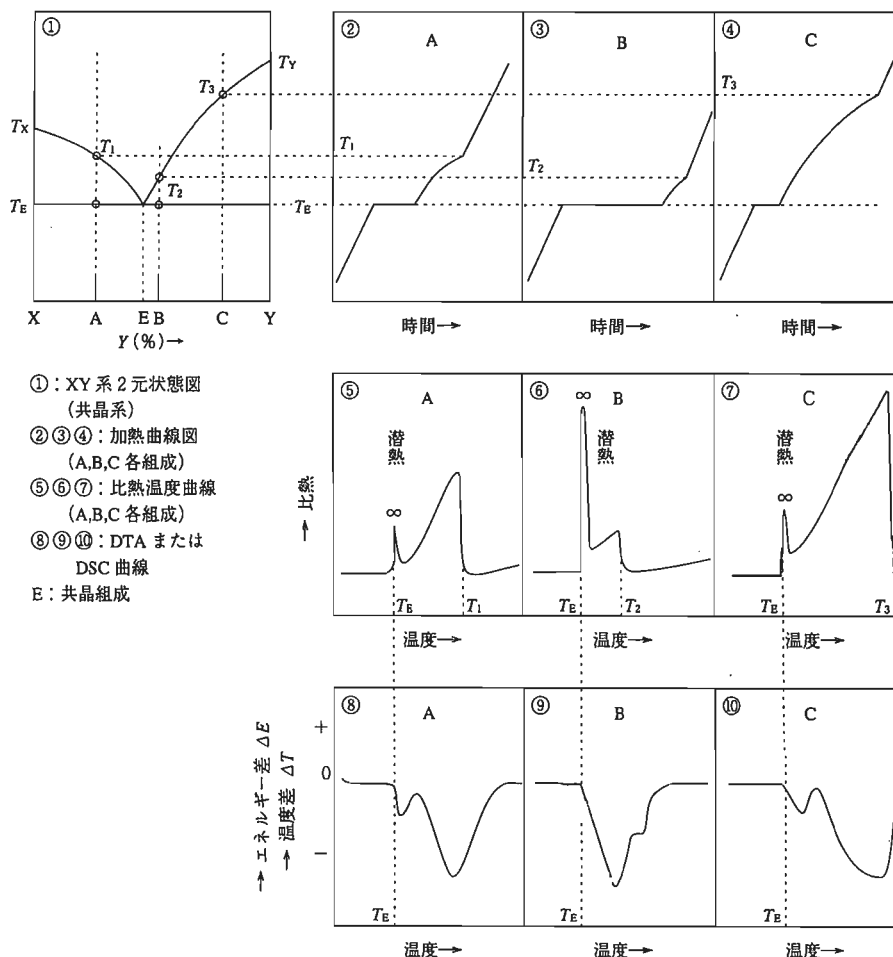 ① ② A ③ B ④ C
T_Y
T_3 T_3
T_X
T_1 T_1
T_2 T_2
T_E T_E
X A E B C Y
Y(%)→
時間→ 時間→ 時間→
①:XY 系 2 元状態図
(共晶系)
②③④:加熱曲線図
(A,B,C 各組成)
⑤⑥⑦:比熱温度曲線
(A,B,C 各組成)
⑧⑨⑩:DTA または
DSC 曲線
E:共晶組成
→比熱
⑤ A
潜熱
∞
T_E T_1
温度→
⑥ B
∞
潜熱
T_E T_2
温度→
⑦ C
潜熱
∞
T_E T_3
温度→
→エネルギー差 ΔE
→温度差 ΔT
+
0
−
⑧ A
T_E
温度→
⑨ B
T_E
温度→
⑩ C
T_E
温度→